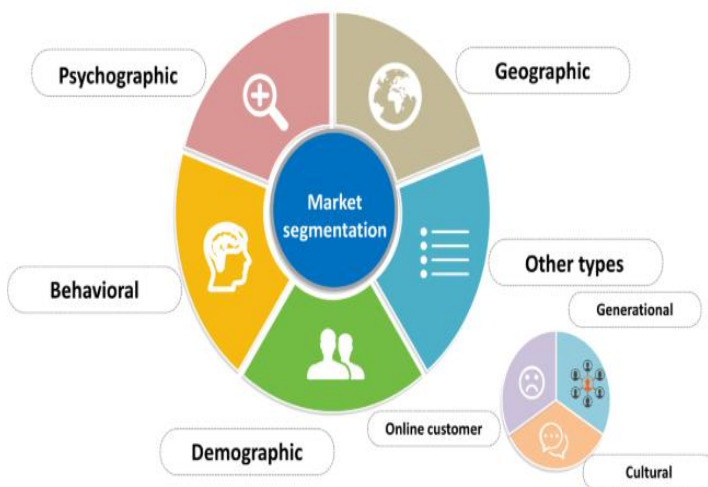 Psychographic
Geographic
Market
segmentation
Behavioral
Other types
Generational
Demographic
Online customer
Cultural